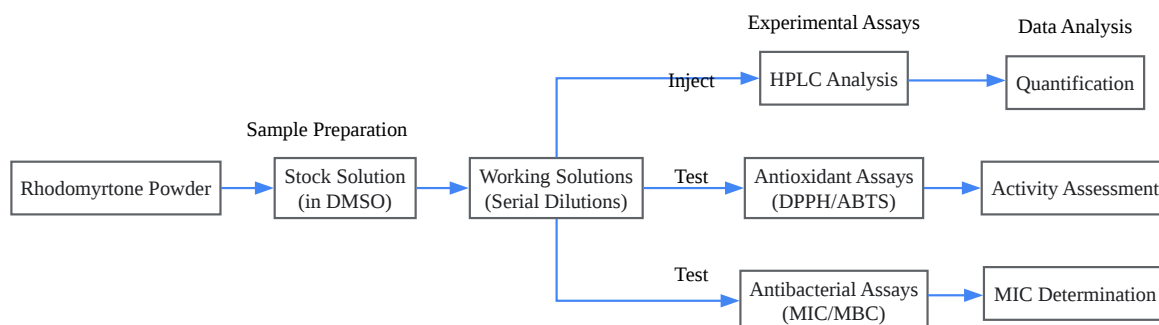 Experimental Assays
Data Analysis
Inject
HPLC Analysis
Quantification
Sample Preparation
Rhodomyrtone Powder
Stock Solution
(in DMSO)
Working Solutions
(Serial Dilutions)
Test
Antioxidant Assays
(DPPH/ABTS)
Activity Assessment
Test
Antibacterial Assays
(MIC/MBC)
MIC Determination